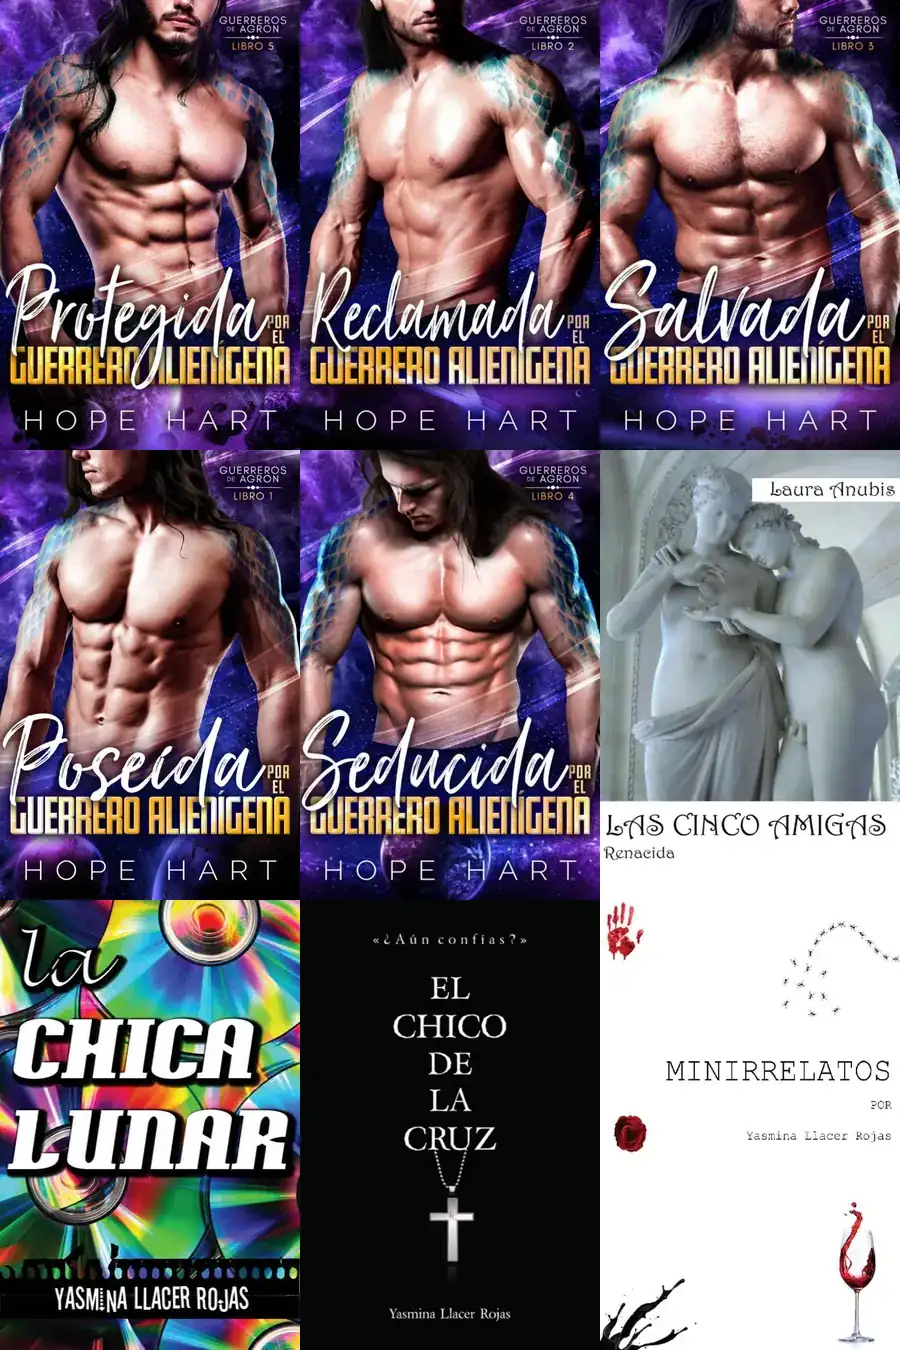 GUERREROS
DE AGRON
LIBRO 5
Protegida
POR
EL
GUERRERO ALIENÍGENA
HOPE HART
GUERREROS
DE AGRON
LIBRO 2
Reclamada
POR
EL
GUERRERO ALIENÍGENA
HOPE HART
GUERREROS
DE AGRON
LIBRO 3
Salvada
POR
EL
GUERRERO ALIENÍGENA
HOPE HART
GUERREROS
DE AGRON
LIBRO 1
Poseída
POR
EL
GUERRERO ALIENÍGENA
HOPE HART
GUERREROS
DE AGRON
LIBRO 4
Seducida
POR
EL
GUERRERO ALIENÍGENA
HOPE HART
Laura Anubis
LAS CINCO AMIGAS
Renacida
la
CHICA
LUNAR
YASMINA LLACER ROJAS
«¿Aún confías?»
EL
CHICO
DE
LA
CRUZ
Yasmina Llacer Rojas
MINIRRELATOS
POR
Yasmina Llacer Rojas